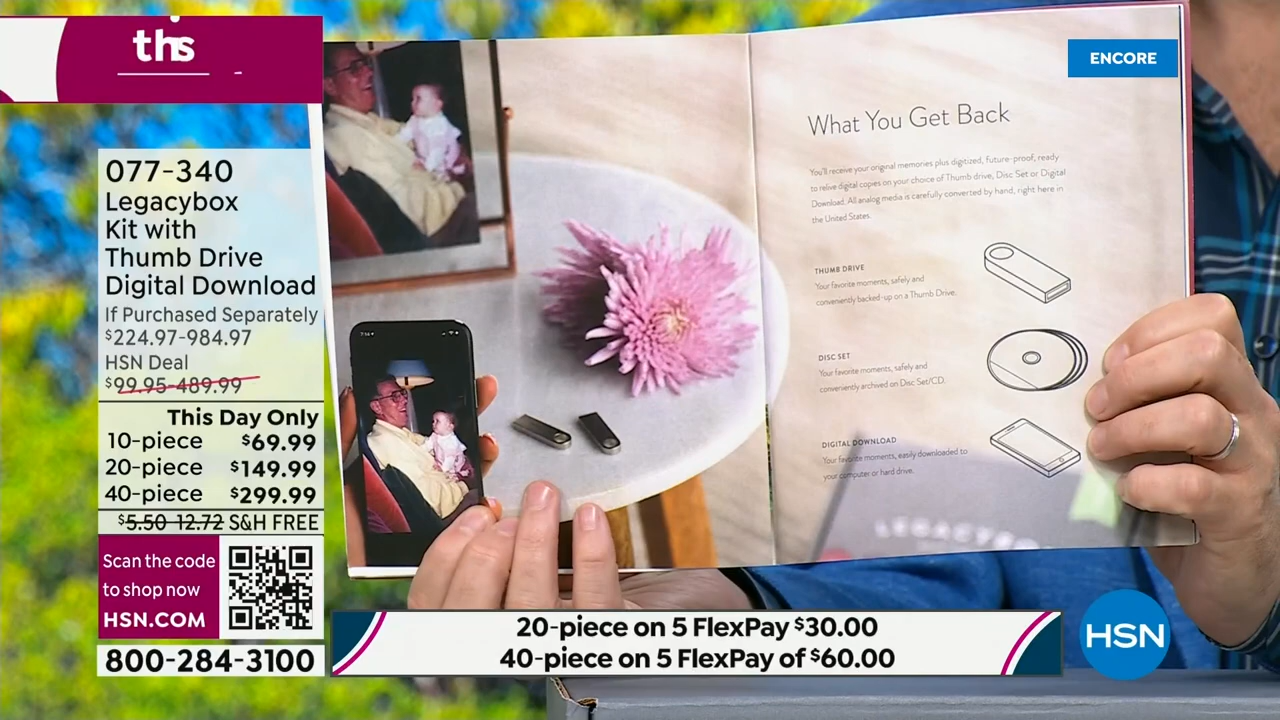 ths
077-340
Legacybox
Kit with
Thumb Drive
Digital Download
If Purchased Separately
$224.97-984.97
HSN Deal
$99.95-489.99
This Day Only
10-piece $69.99
20-piece $149.99
40-piece $299.99
$5.50-12.72 S&H FREE
Scan the code
to shop now
HSN.COM
800-284-3100
ENCORE
What You Get Back
You'll receive your original memories plus digitized, future-proof, ready
to relive digital copies on your choice of Thumb drive, Disc Set or Digital
Download. All analog media is carefully converted by hand, right here in
the United States.
THUMB DRIVE
Your favorite moments, safely and
conveniently backed-up on a Thumb Drive.
DISC SET
Your favorite moments, safely and
conveniently archived on Disc Set/CD.
DIGITAL DOWNLOAD
Your favorite moments, easily downloaded to
your computer or hard drive.
LEGACYBO
20-piece on 5 FlexPay $30.00
40-piece on 5 FlexPay of $60.00
HSN